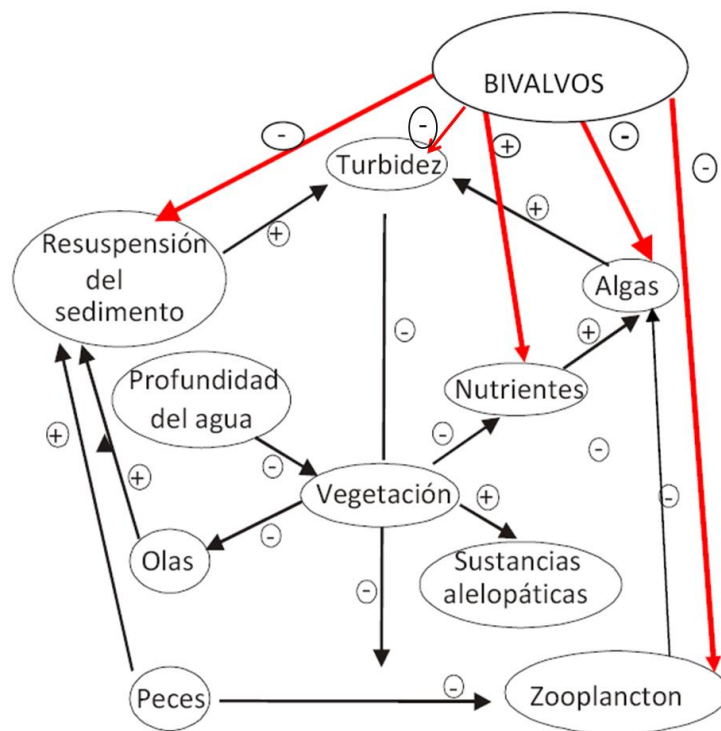 BIVALVOS
-
-
+
-
-
Turbidez
Resuspensión
del
sedimento
+
+
Algas
-
+
Profundidad
del agua
Nutrientes
+
+
-
-
-
-
Vegetación
+
-
Olas
-
Sustancias
alelopáticas
-
Peces
-
Zooplancton